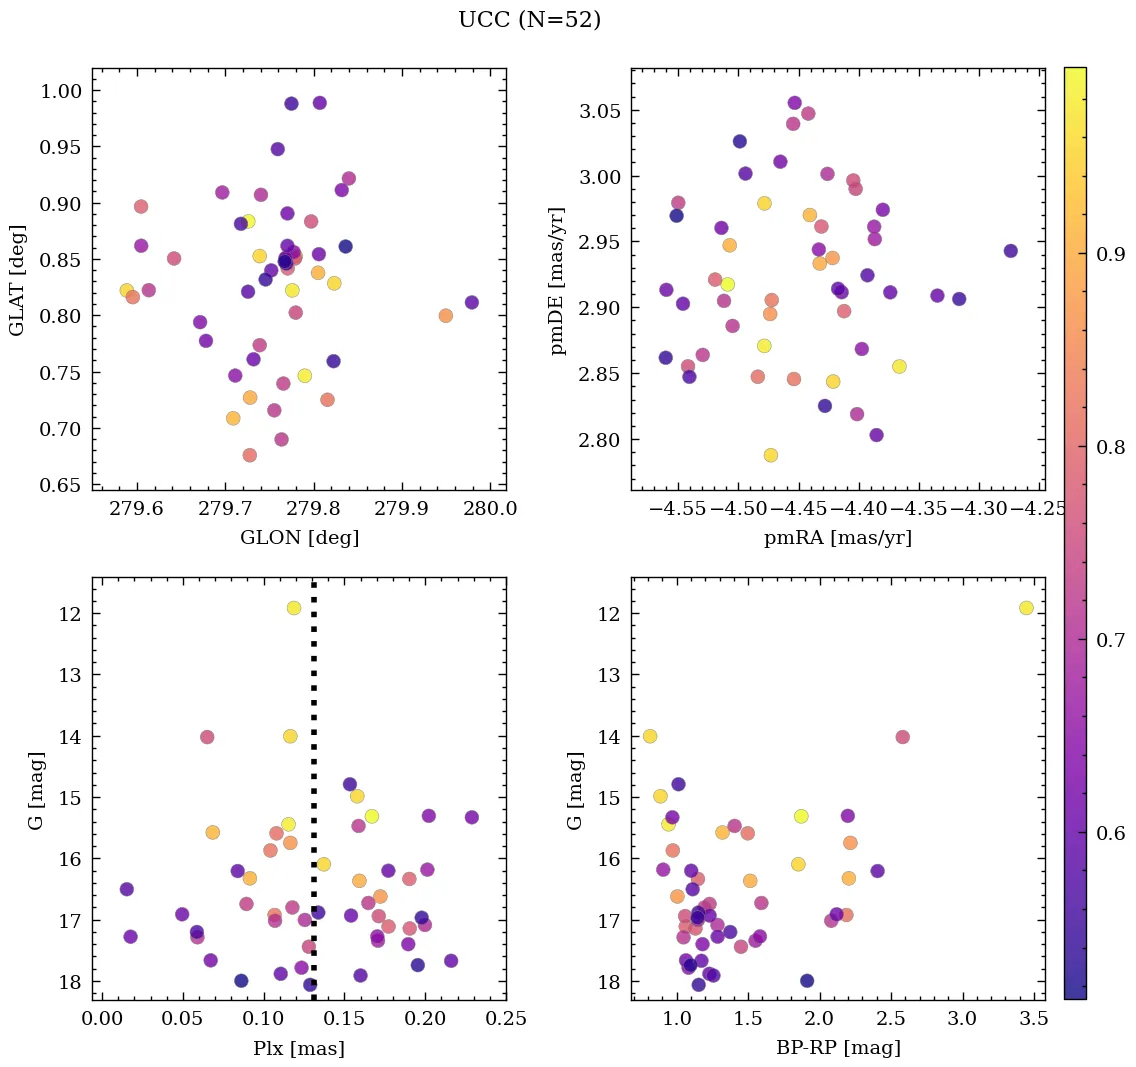 UCC (N=52)
1.00
0.95
0.90
0.85
0.80
0.75
0.70
0.65
GLAT [deg]
279.6 279.7 279.8 279.9 280.0
GLON [deg]
3.05
3.00
2.95
2.90
2.85
2.80
pmDE [mas/yr]
−4.55 −4.50 −4.45 −4.40 −4.35 −4.30 −4.25
pmRA [mas/yr]
0.9
0.8
0.7
0.6
12
13
14
15
16
17
18
G [mag]
0.00 0.05 0.10 0.15 0.20 0.25
Plx [mas]
12
13
14
15
16
17
18
G [mag]
1.0 1.5 2.0 2.5 3.0 3.5
BP-RP [mag]